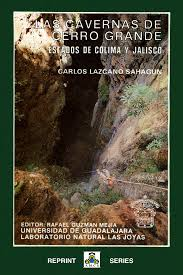 LAS CAVERNAS DE
CERRO GRANDE
ESTADOS DE COLIMA Y JALISCO
CARLOS LAZCANO SAHAGUN
EDITOR: RAFAEL GUZMAN MEJIA
UNIVERSIDAD DE GUADALAJARA
LABORATORIO NATURAL LAS JOYAS
REPRINT SERIES